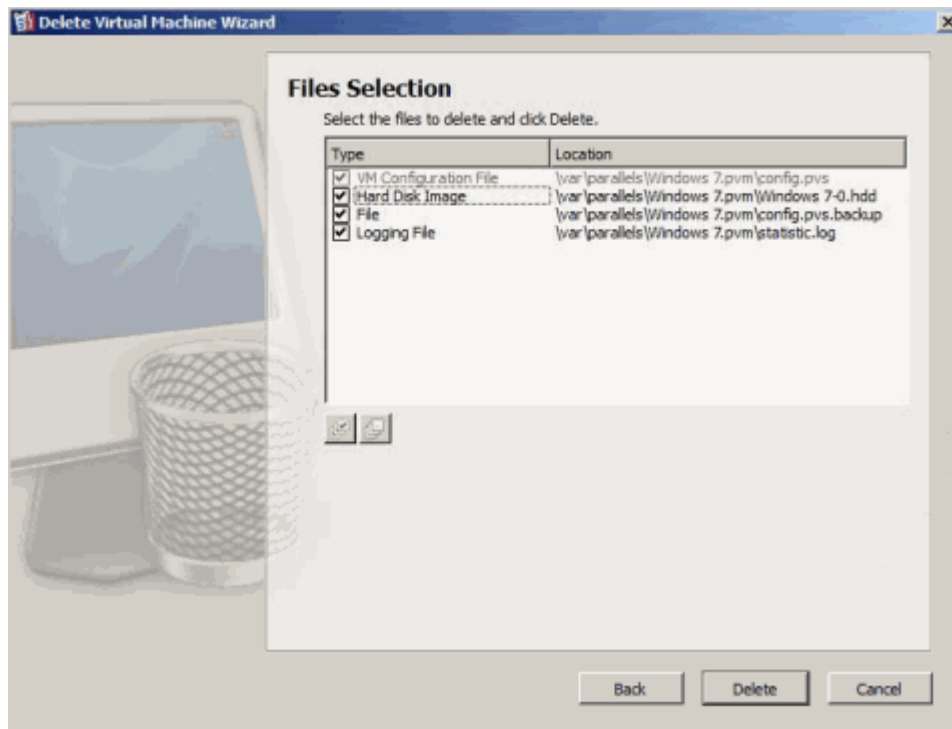 Delete Virtual Machine Wizard
Files Selection
Select the files to delete and click Delete.
Type Location
VM Configuration File \var\parallels\Windows 7.pvm\config.pvs
Hard Disk Image \var\parallels\Windows 7.pvm\Windows 7-0.hdd
File \var\parallels\Windows 7.pvm\config.pvs.backup
Logging File \var\parallels\Windows 7.pvm\statistic.log
Back Delete Cancel